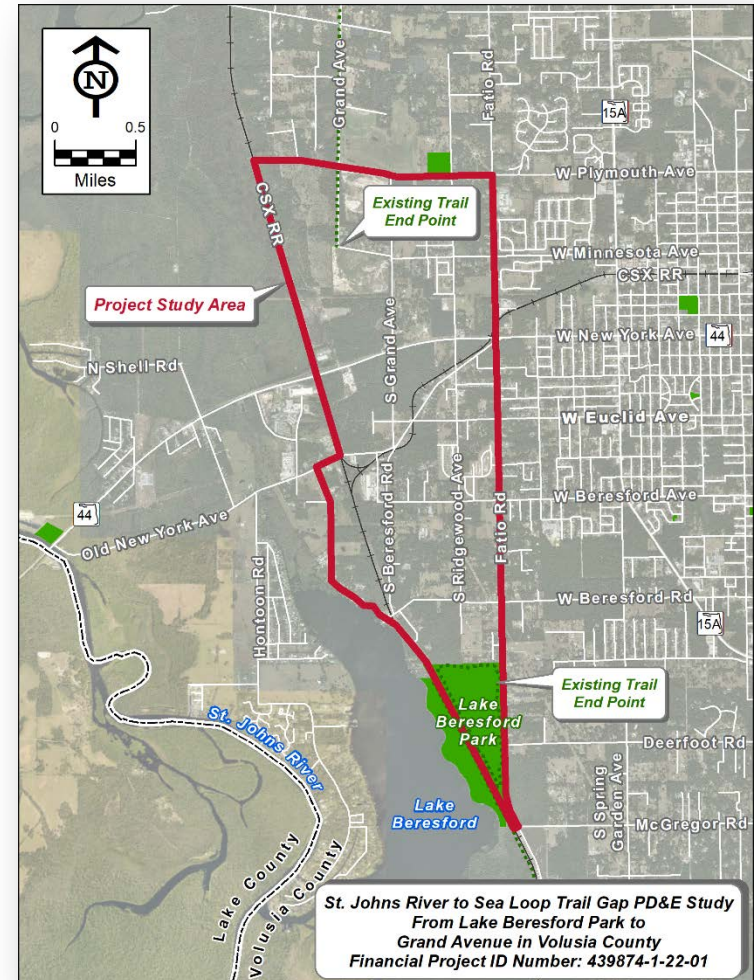 N
0 0.5
Miles
Grand Ave
Fatio Rd
15A
W Plymouth Ave
CSX RR
Existing Trail
End Point
W Minnesota Ave
CSX RR
Project Study Area
S Grand Ave
W New York Ave
44
N Shell Rd
W Euclid Ave
S Beresford Rd
S Ridgewood Ave
Fatio Rd
W Beresford Ave
44
Old New York Ave
Hontoon Rd
W Beresford Rd
15A
Existing Trail
End Point
Lake
Beresford
Park
St. Johns River
Deerfoot Rd
S Spring
Garden Ave
Lake
Beresford
McGregor Rd
Lake County
Volusia County
St. Johns River to Sea Loop Trail Gap PD&E Study
From Lake Beresford Park to
Grand Avenue in Volusia County
Financial Project ID Number: 439874-1-22-01